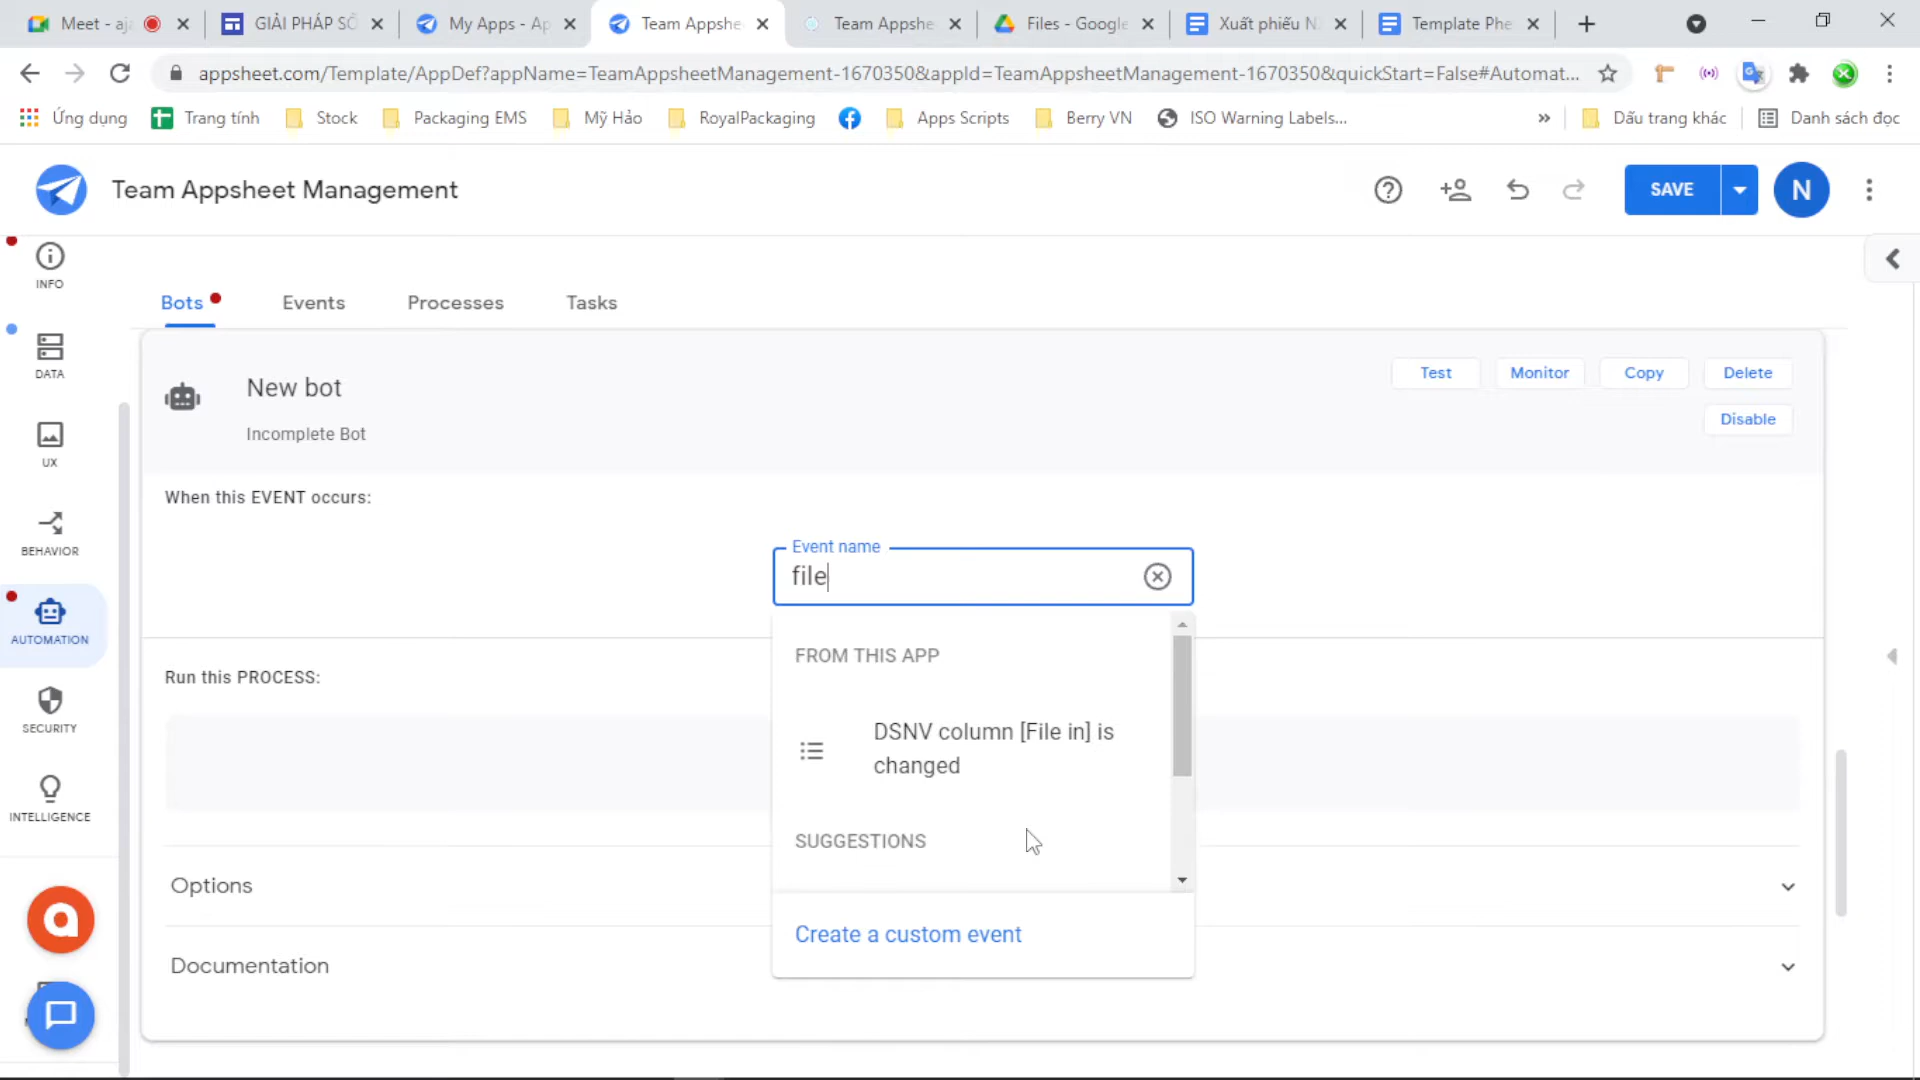 Meet - aja
GIẢI PHÁP SỐ
My Apps - Ap
Team Appshe
Team Appshe
Files - Google
Xuất phiếu N
Template Phe
appsheet.com/Template/AppDef?appName=TeamAppsheetManagement-1670350&appId=TeamAppsheetManagement-1670350&quickStart=False#Automat...
Ứng dụng
Trang tính
Stock
Packaging EMS
Mỹ Hảo
RoyalPackaging
Apps Scripts
Berry VN
ISO Warning Labels...
»
Dấu trang khác
Danh sách đọc
Team Appsheet Management
SAVE
N
INFO
DATA
UX
BEHAVIOR
AUTOMATION
SECURITY
INTELLIGENCE
Bots
Events
Processes
Tasks
New bot
Incomplete Bot
Test
Monitor
Copy
Delete
Disable
When this EVENT occurs:
Event name
file
FROM THIS APP
DSNV column [File in] is
changed
SUGGESTIONS
Create a custom event
Run this PROCESS:
Options
Documentation